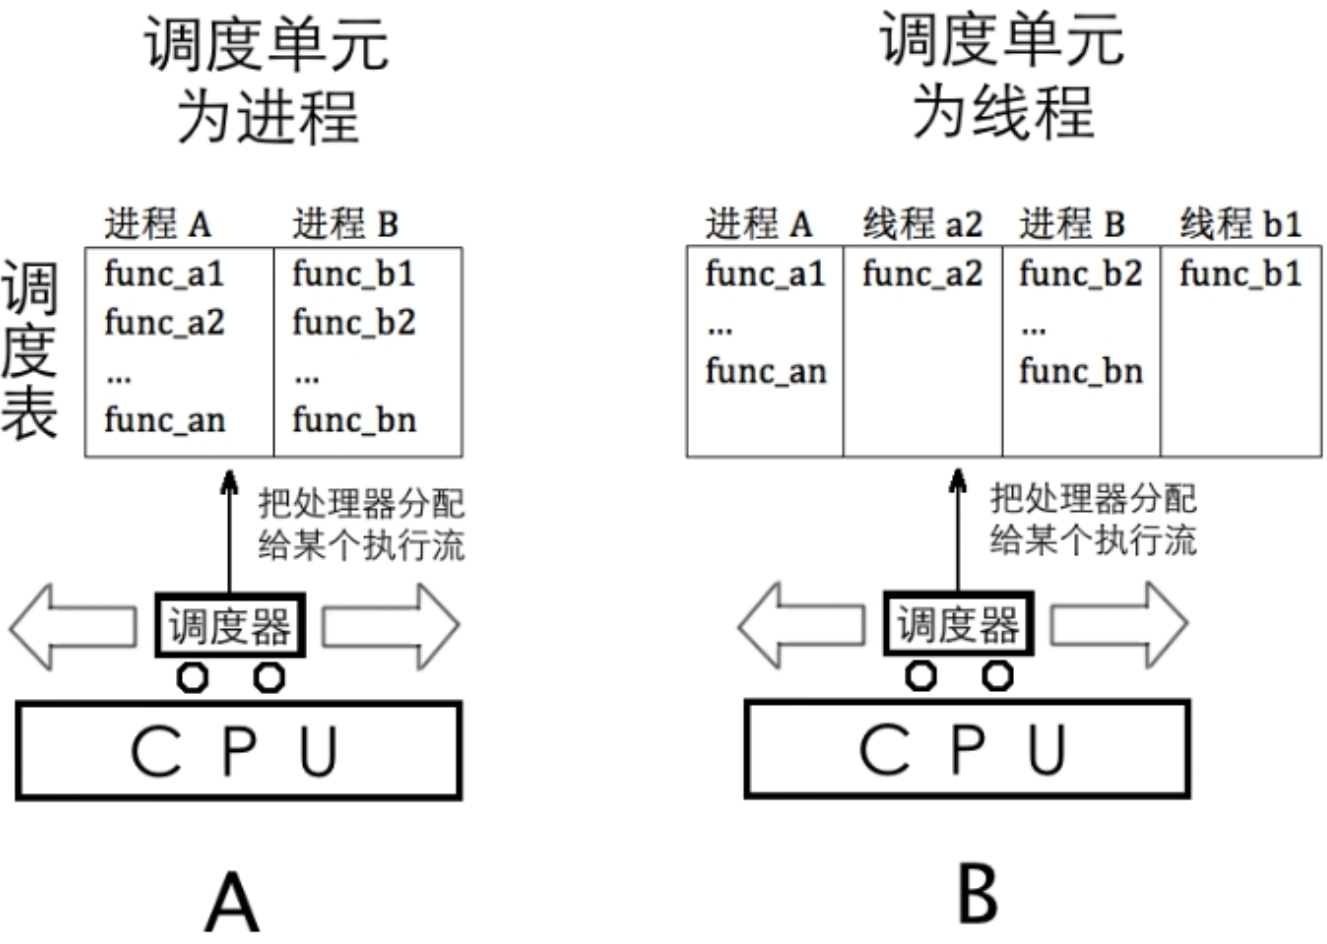 调度单元
为进程
调度单元
为线程
进程 A 进程 B
func_a1 func_b1
func_a2 func_b2
... ...
func_an func_bn
调度表
把处理器分配
给某个执行流
调度器
CPU
A
进程 A 线程 a2 进程 B 线程 b1
func_a1 func_a2 func_b2 func_b1
... ...
func_an func_bn
把处理器分配
给某个执行流
调度器
CPU
B